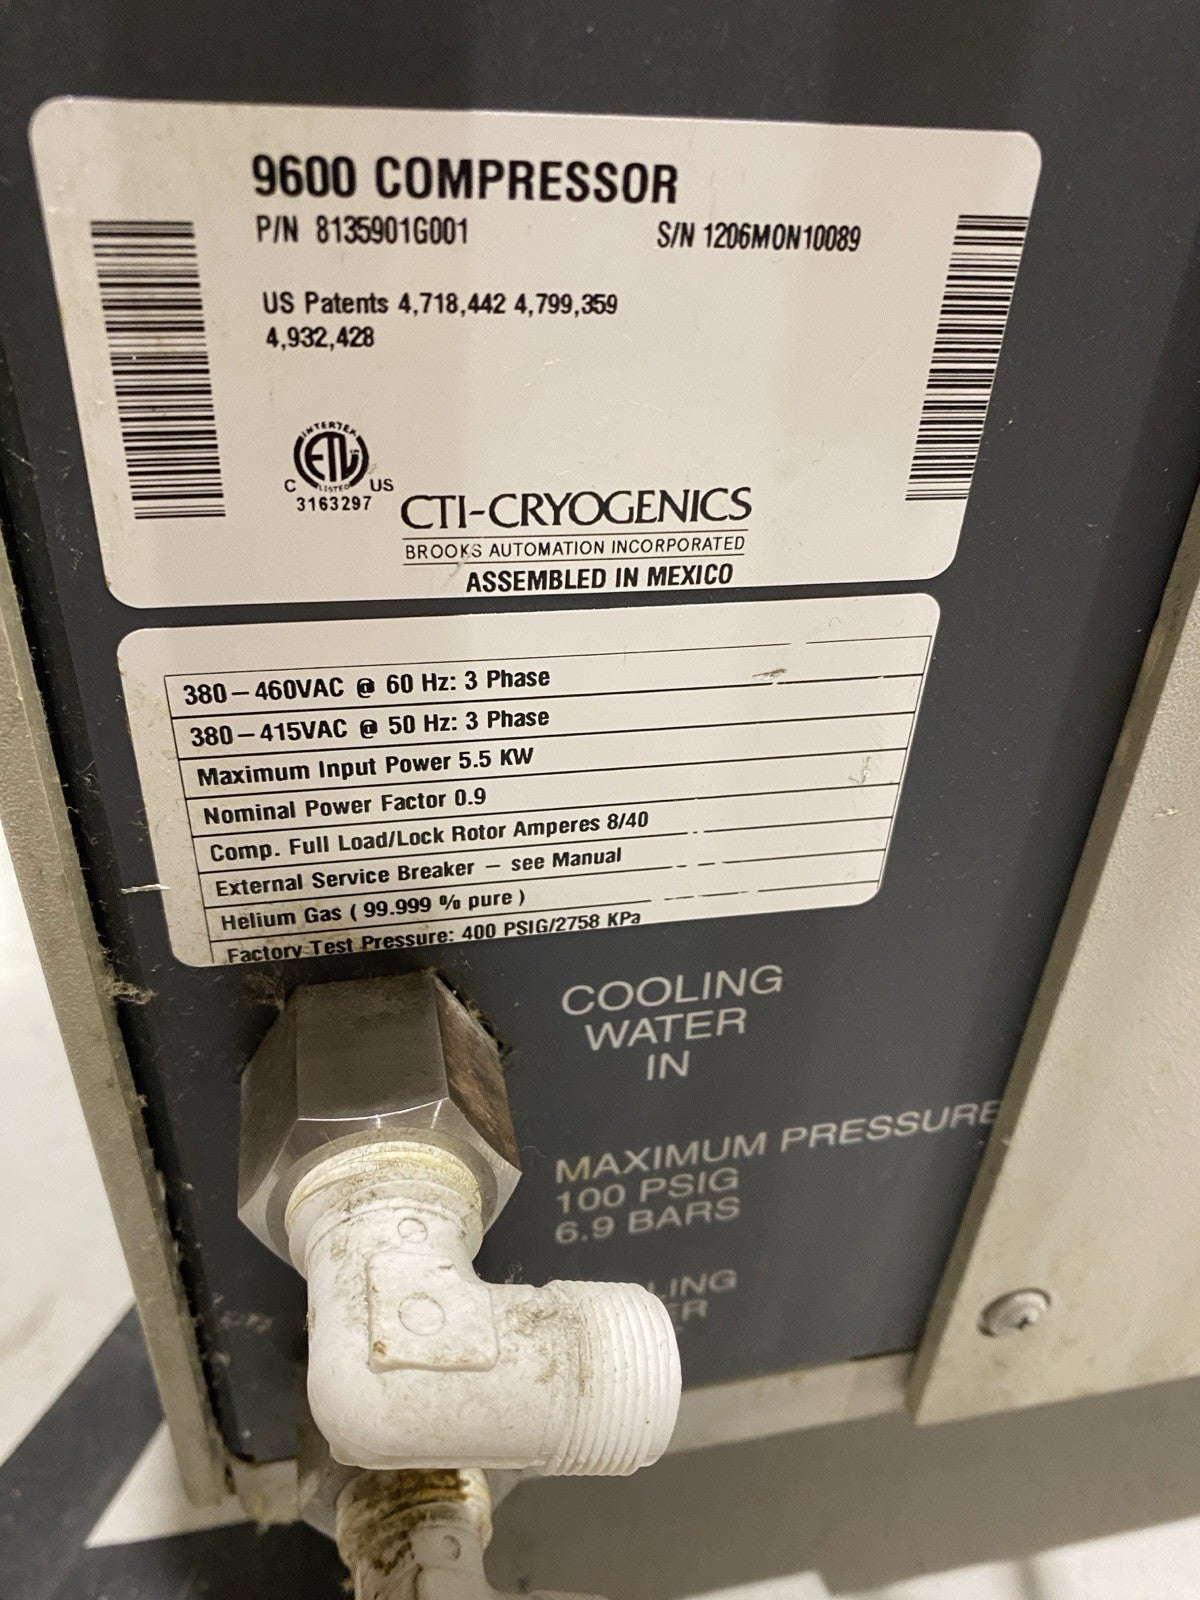 9600 COMPRESSOR
P/N 8135901G001 S/N 1206MON10089
US Patents 4,718,442 4,799,359
4,932,428
INTERTEK
ETL
C LISTED US
3163297
CTI-CRYOGENICS
BROOKS AUTOMATION INCORPORATED
ASSEMBLED IN MEXICO
380–460VAC @ 60 Hz: 3 Phase
380–415VAC @ 50 Hz: 3 Phase
Maximum Input Power 5.5 KW
Nominal Power Factor 0.9
Comp. Full Load/Lock Rotor Amperes 8/40
External Service Breaker – see Manual
Helium Gas ( 99.999 % pure )
Factory Test Pressure: 400 PSIG/2758 KPa
COOLING
WATER
IN
MAXIMUM PRESSURE
100 PSIG
6.9 BARS